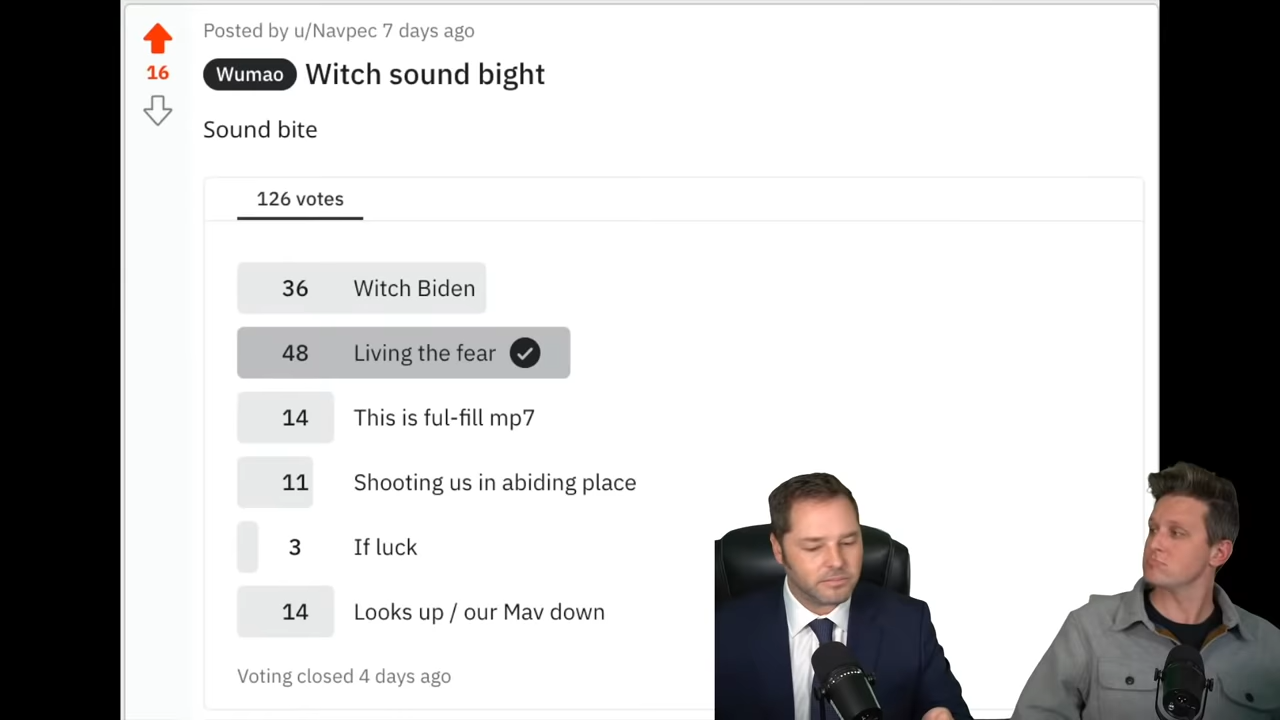 Posted by u/Navpec 7 days ago
16
Wumao Witch sound bight
Sound bite
126 votes
36 Witch Biden
48 Living the fear
14 This is ful-fill mp7
11 Shooting us in abiding place
3 If luck
14 Looks up / our Mav down
Voting closed 4 days ago